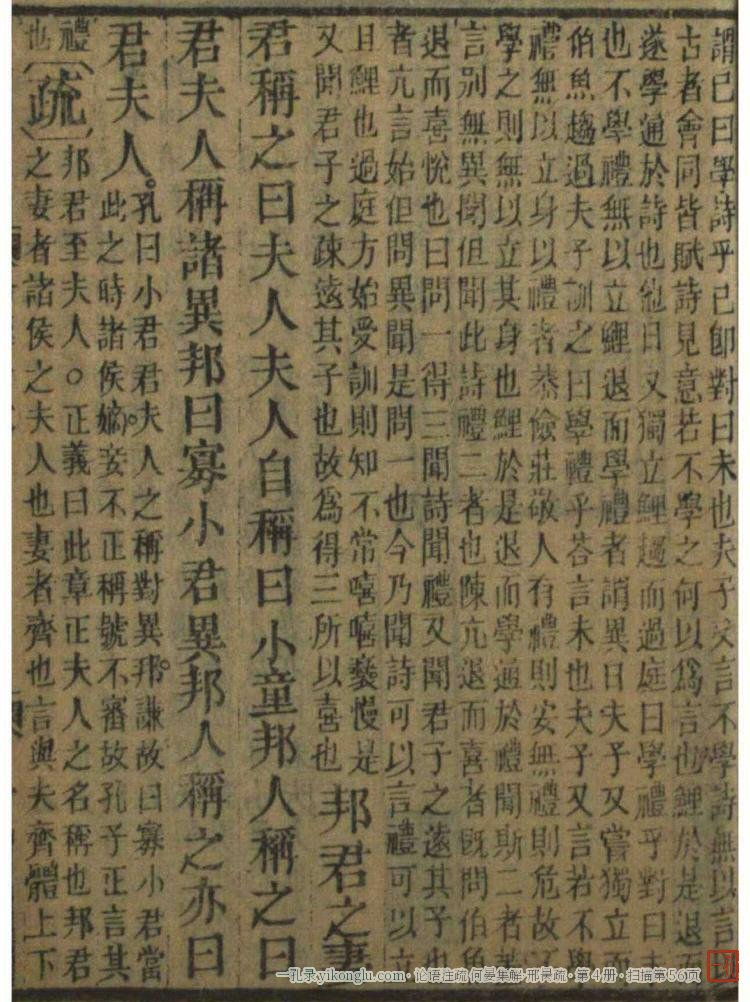 謂己曰學詩乎己卽對曰未也夫子又言不學詩無以言以
古者會同皆賦詩見意若不學之何以爲言也鯉於是退而
遂學通於詩也他日又獨立鯉趨而過庭曰學禮乎對曰未
也不學禮無以立鯉退而學禮者謂異日夫子又嘗獨立而
伯魚趨過夫子訓之曰學禮乎荅言未也夫子又言若不學
禮無以立身以禮者恭儉莊敬人有禮則安無禮則危故不
學之則無以立其身也鯉於是退而學通於禮聞斯二者
言別無異聞但聞此詩禮二者也陳亢退而喜者旣問伯魚
退而喜悅也曰問一得三聞詩聞禮又聞君子之遠其子也
者亢言始但問異聞是問一也今乃聞詩可以言禮可以立
且鯉也過庭方始受訓則知不常嘻嘻褻慢是
又聞君子之疎遠其子也故爲得三所以喜也
邦君之妻
君稱之曰夫人夫人自稱曰小童邦人稱之曰
君夫人稱諸異邦曰寡小君異邦人稱之亦曰
君夫人。
孔曰小君君夫人之稱對異邦謙故曰寡小君當
此之時諸侯嫡妾不正稱號不審故孔子正言其
禮
也
疏
邦君至夫人○正義曰此章正夫人之名稱也邦君
之妻者諸侯之夫人也妻者齊也言與夫齊體上下
一孔录yikonglu.com·论语注疏·何晏集解·邢昺疏·第4册·扫描第56页